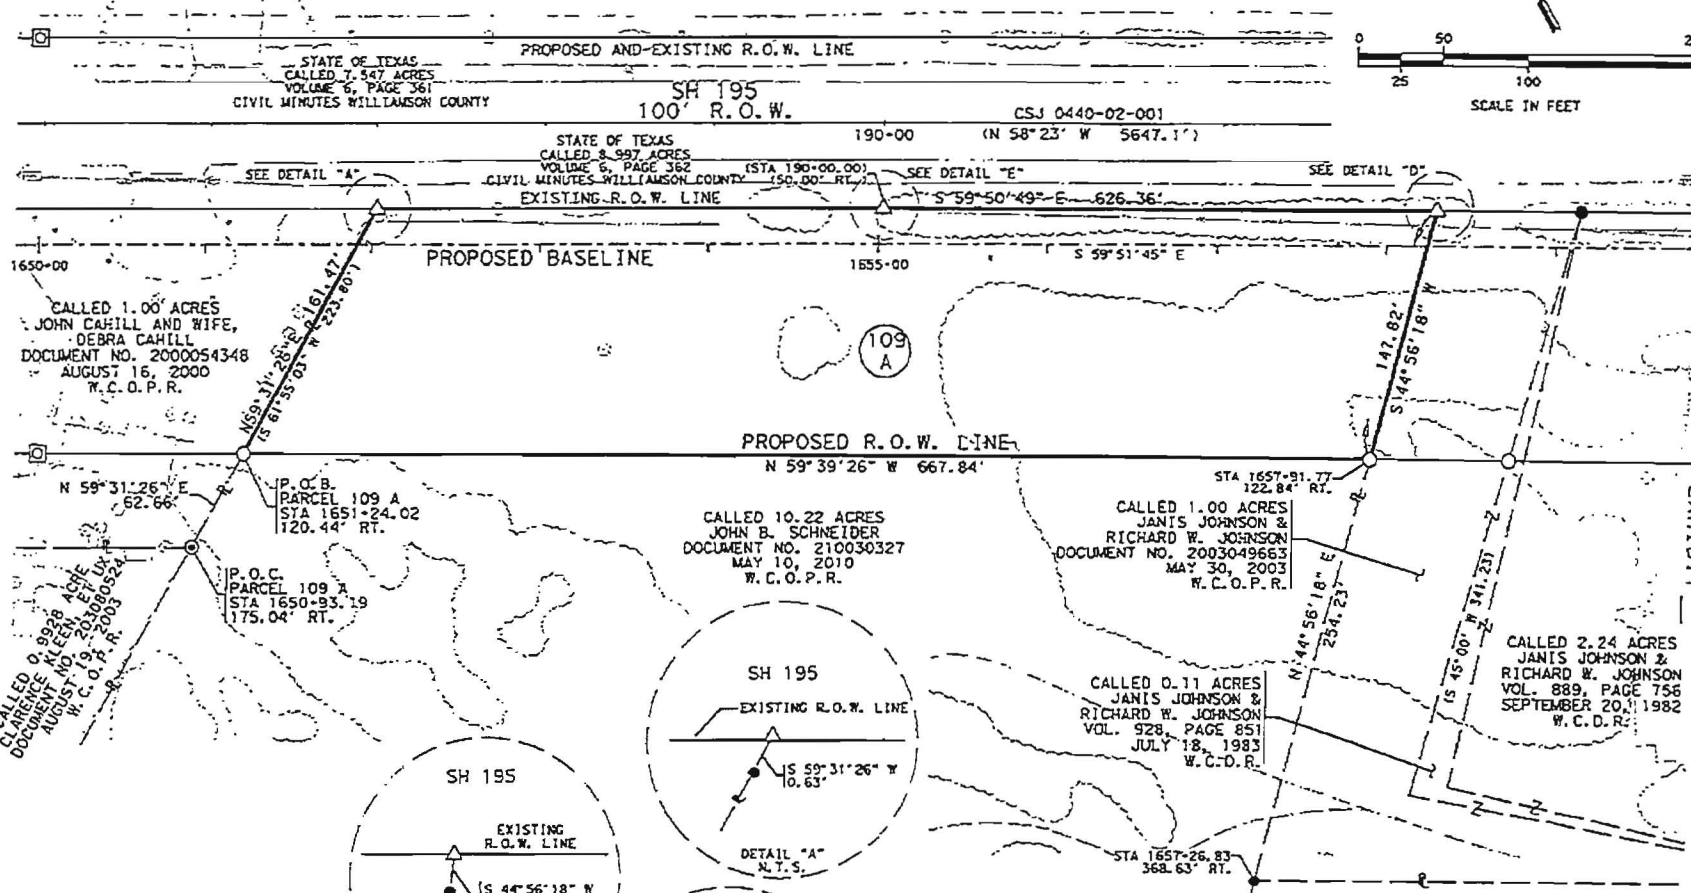 PROPOSED AND EXISTING R.O.W. LINE
0 50
25 100
SCALE IN FEET
STATE OF TEXAS
CALLED 7.547 ACRES
VOLUME 6, PAGE 361
CIVIL MINUTES WILLIAMSON COUNTY
SH 195
100' R.O.W.
CSJ 0440-02-001
190+00
(N 58°23' W 5647.1')
STATE OF TEXAS
CALLED 8.997 ACRES
VOLUME 6, PAGE 362
CIVIL MINUTES WILLIAMSON COUNTY
(STA 190+00.00)
(50.00' RT.)
SEE DETAIL "A"
SEE DETAIL "E"
SEE DETAIL "D"
EXISTING R.O.W. LINE
S 59°50'49" E 626.36'
1650+00
PROPOSED BASELINE
1655+00
S 59°51'45" E
CALLED 1.00 ACRES
JOHN CAHILL AND WIFE,
DEBRA CAHILL
DOCUMENT NO. 2000054348
AUGUST 16, 2000
W.C.O.P.R.
N59°31'26" E 161.47'
(S 61°55'03" W 223.80')
109
A
147.82'
S 44°56'18" W
PROPOSED R.O.W. LINE
N 59°39'26" W 667.84'
N 59°31'26" E
62.66'
P.O.B.
PARCEL 109 A
STA 1651+24.02
120.44' RT.
STA 1657+91.77
122.84' RT.
CALLED 10.22 ACRES
JOHN B. SCHNEIDER
DOCUMENT NO. 210030327
MAY 10, 2010
W.C.O.P.R.
CALLED 1.00 ACRES
JANIS JOHNSON &
RICHARD W. JOHNSON
DOCUMENT NO. 2003049663
MAY 30, 2003
W.C.O.P.R.
P.O.C.
PARCEL 109 A
STA 1650+93.19
175.04' RT.
CALLED 0.9928 ACRE
CLARENCE KLEEN, ET UX
DOCUMENT NO. 203080524
AUGUST 19, 2003
W.C.O.P.R.
N 44°56'18" E
254.23'
(S 45°00' W 341.23)
CALLED 2.24 ACRES
JANIS JOHNSON &
RICHARD W. JOHNSON
VOL. 889, PAGE 756
SEPTEMBER 20, 1982
W.C.D.R.
CALLED 0.11 ACRES
JANIS JOHNSON &
RICHARD W. JOHNSON
VOL. 928, PAGE 851
JULY 18, 1983
W.C.D.R.
SH 195
EXISTING R.O.W. LINE
S 59°31'26" W
0.63'
DETAIL "A"
N.T.S.
SH 195
EXISTING
R.O.W. LINE
S 44°56'18" W
STA 1657+26.83
368.63' RT.